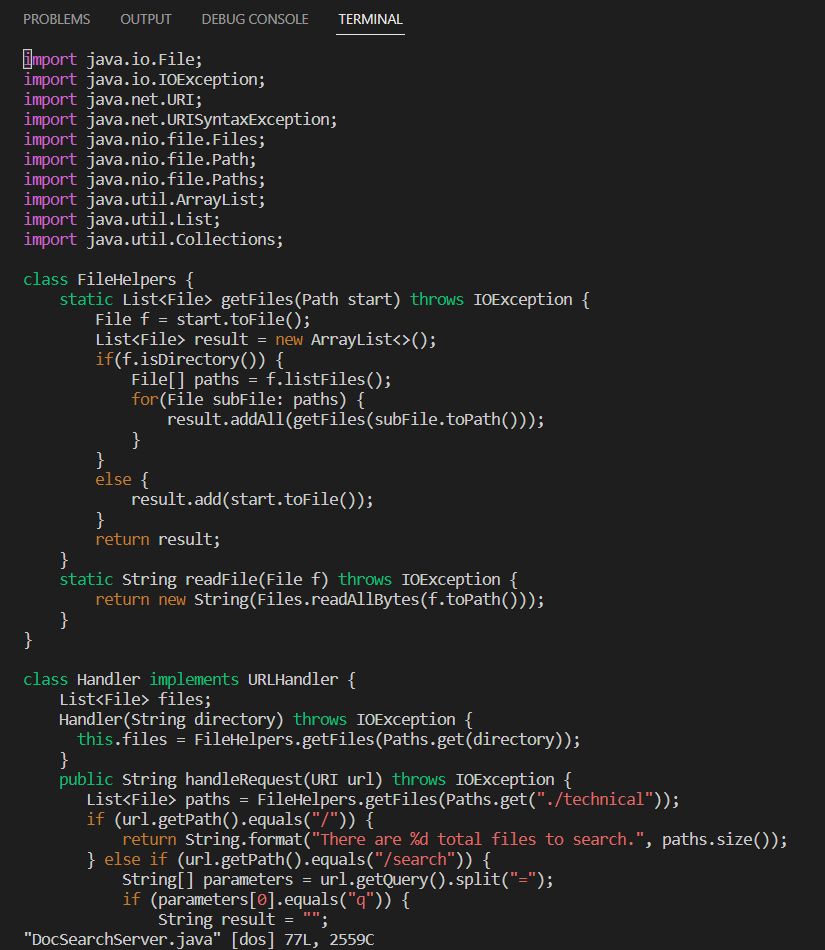 PROBLEMS OUTPUT DEBUG CONSOLE TERMINAL
import java.io.File;
import java.io.IOException;
import java.net.URI;
import java.net.URISyntaxException;
import java.nio.file.Files;
import java.nio.file.Path;
import java.nio.file.Paths;
import java.util.ArrayList;
import java.util.List;
import java.util.Collections;

class FileHelpers {
    static List<File> getFiles(Path start) throws IOException {
        File f = start.toFile();
        List<File> result = new ArrayList<>();
        if(f.isDirectory()) {
            File[] paths = f.listFiles();
            for(File subFile: paths) {
                result.addAll(getFiles(subFile.toPath()));
            }
        }
        else {
            result.add(start.toFile());
        }
        return result;
    }
    static String readFile(File f) throws IOException {
        return new String(Files.readAllBytes(f.toPath()));
    }
}

class Handler implements URLHandler {
    List<File> files;
    Handler(String directory) throws IOException {
      this.files = FileHelpers.getFiles(Paths.get(directory));
    }
    public String handleRequest(URI url) throws IOException {
       List<File> paths = FileHelpers.getFiles(Paths.get("./technical"));
       if (url.getPath().equals("/")) {
           return String.format("There are %d total files to search.", paths.size());
       } else if (url.getPath().equals("/search")) {
           String[] parameters = url.getQuery().split("=");
           if (parameters[0].equals("q")) {
               String result = "";
"DocSearchServer.java" [dos] 77L, 2559C